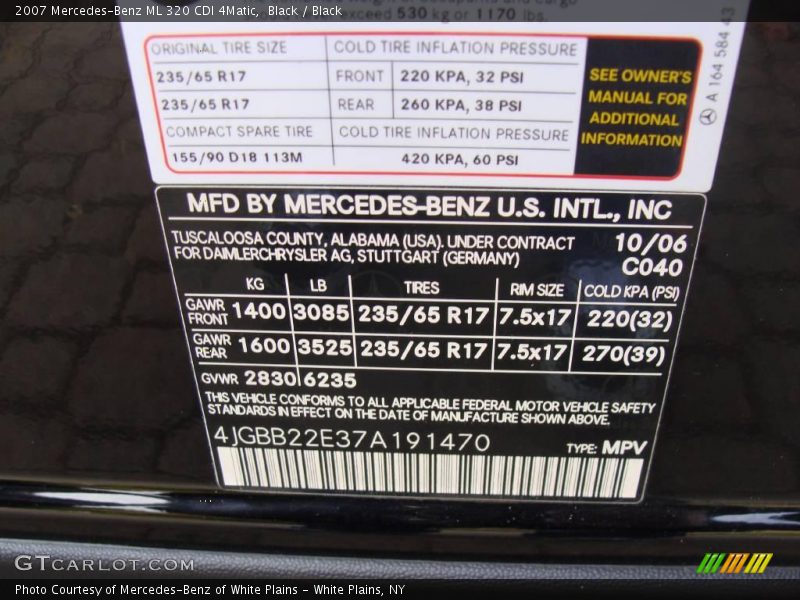 2007 Mercedes-Benz ML 320 CDI 4Matic, Black / Black
exceed 530 kg or 1170 lbs.
ORIGINAL TIRE SIZE COLD TIRE INFLATION PRESSURE
235/65 R17 FRONT 220 KPA, 32 PSI
235/65 R17 REAR 260 KPA, 38 PSI
COMPACT SPARE TIRE COLD TIRE INFLATION PRESSURE
155/90 D18 113M 420 KPA, 60 PSI
SEE OWNER'S
MANUAL FOR
ADDITIONAL
INFORMATION
A 164 584 43
MFD BY MERCEDES-BENZ U.S. INTL., INC
TUSCALOOSA COUNTY, ALABAMA (USA). UNDER CONTRACT 10/06
FOR DAIMLERCHRYSLER AG, STUTTGART (GERMANY) C040
KG LB TIRES RIM SIZE COLD KPA (PSI)
GAWR FRONT 1400 3085 235/65 R17 7.5x17 220(32)
GAWR REAR 1600 3525 235/65 R17 7.5x17 270(39)
GVWR 2830 6235
THIS VEHICLE CONFORMS TO ALL APPLICABLE FEDERAL MOTOR VEHICLE SAFETY
STANDARDS IN EFFECT ON THE DATE OF MANUFACTURE SHOWN ABOVE.
4JGBB22E37A191470 TYPE: MPV
GTCARLOT.COM
Photo Courtesy of Mercedes-Benz of White Plains - White Plains, NY